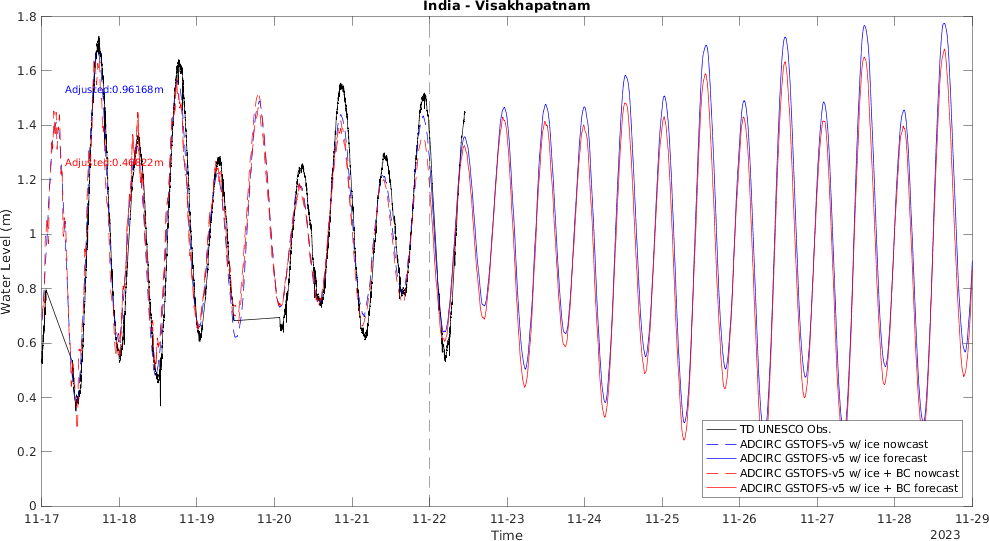 India - Visakhapatnam
1.8
1.6
1.4
1.2
1
0.8
0.6
0.4
0.2
0
Water Level (m)
Adjusted:0.96168m
Adjusted:0.46822m
TD UNESCO Obs.
ADCIRC GSTOFS-v5 w/ ice nowcast
ADCIRC GSTOFS-v5 w/ ice forecast
ADCIRC GSTOFS-v5 w/ ice + BC nowcast
ADCIRC GSTOFS-v5 w/ ice + BC forecast
11-17 11-18 11-19 11-20 11-21 11-22 11-23 11-24 11-25 11-26 11-27 11-28 11-29
Time
2023